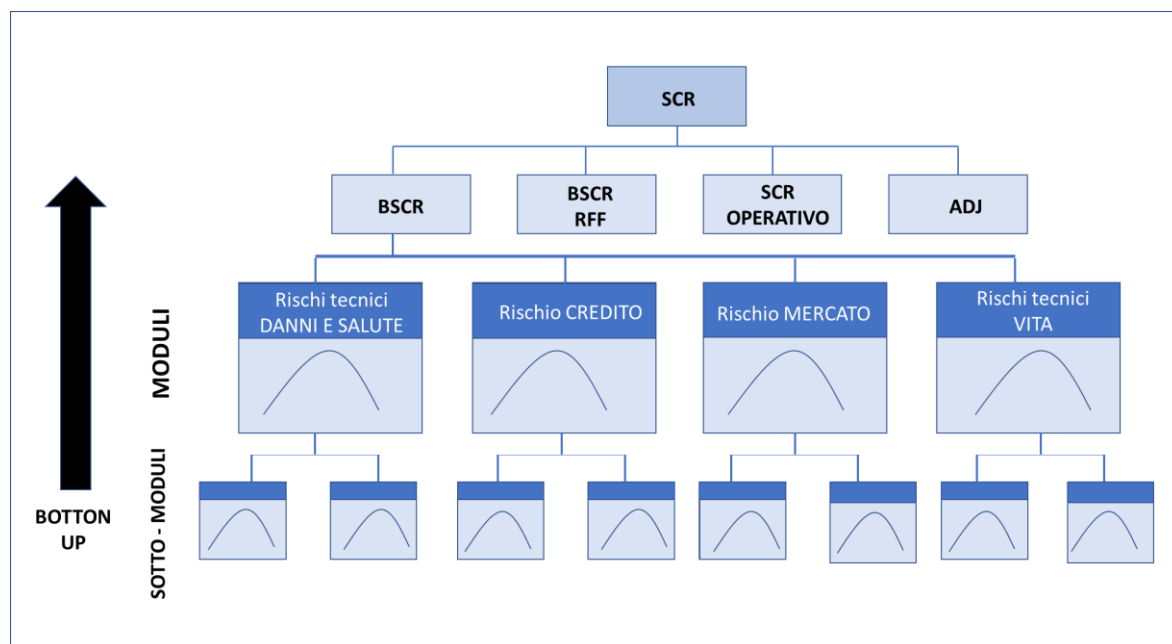 SCR
BSCR
BSCR
RFF
SCR
OPERATIVO
ADJ
MODULI
Rischi tecnici
DANNI E SALUTE
Rischio CREDITO
Rischio MERCATO
Rischi tecnici
VITA
SOTTO - MODULI
BOTTON
UP